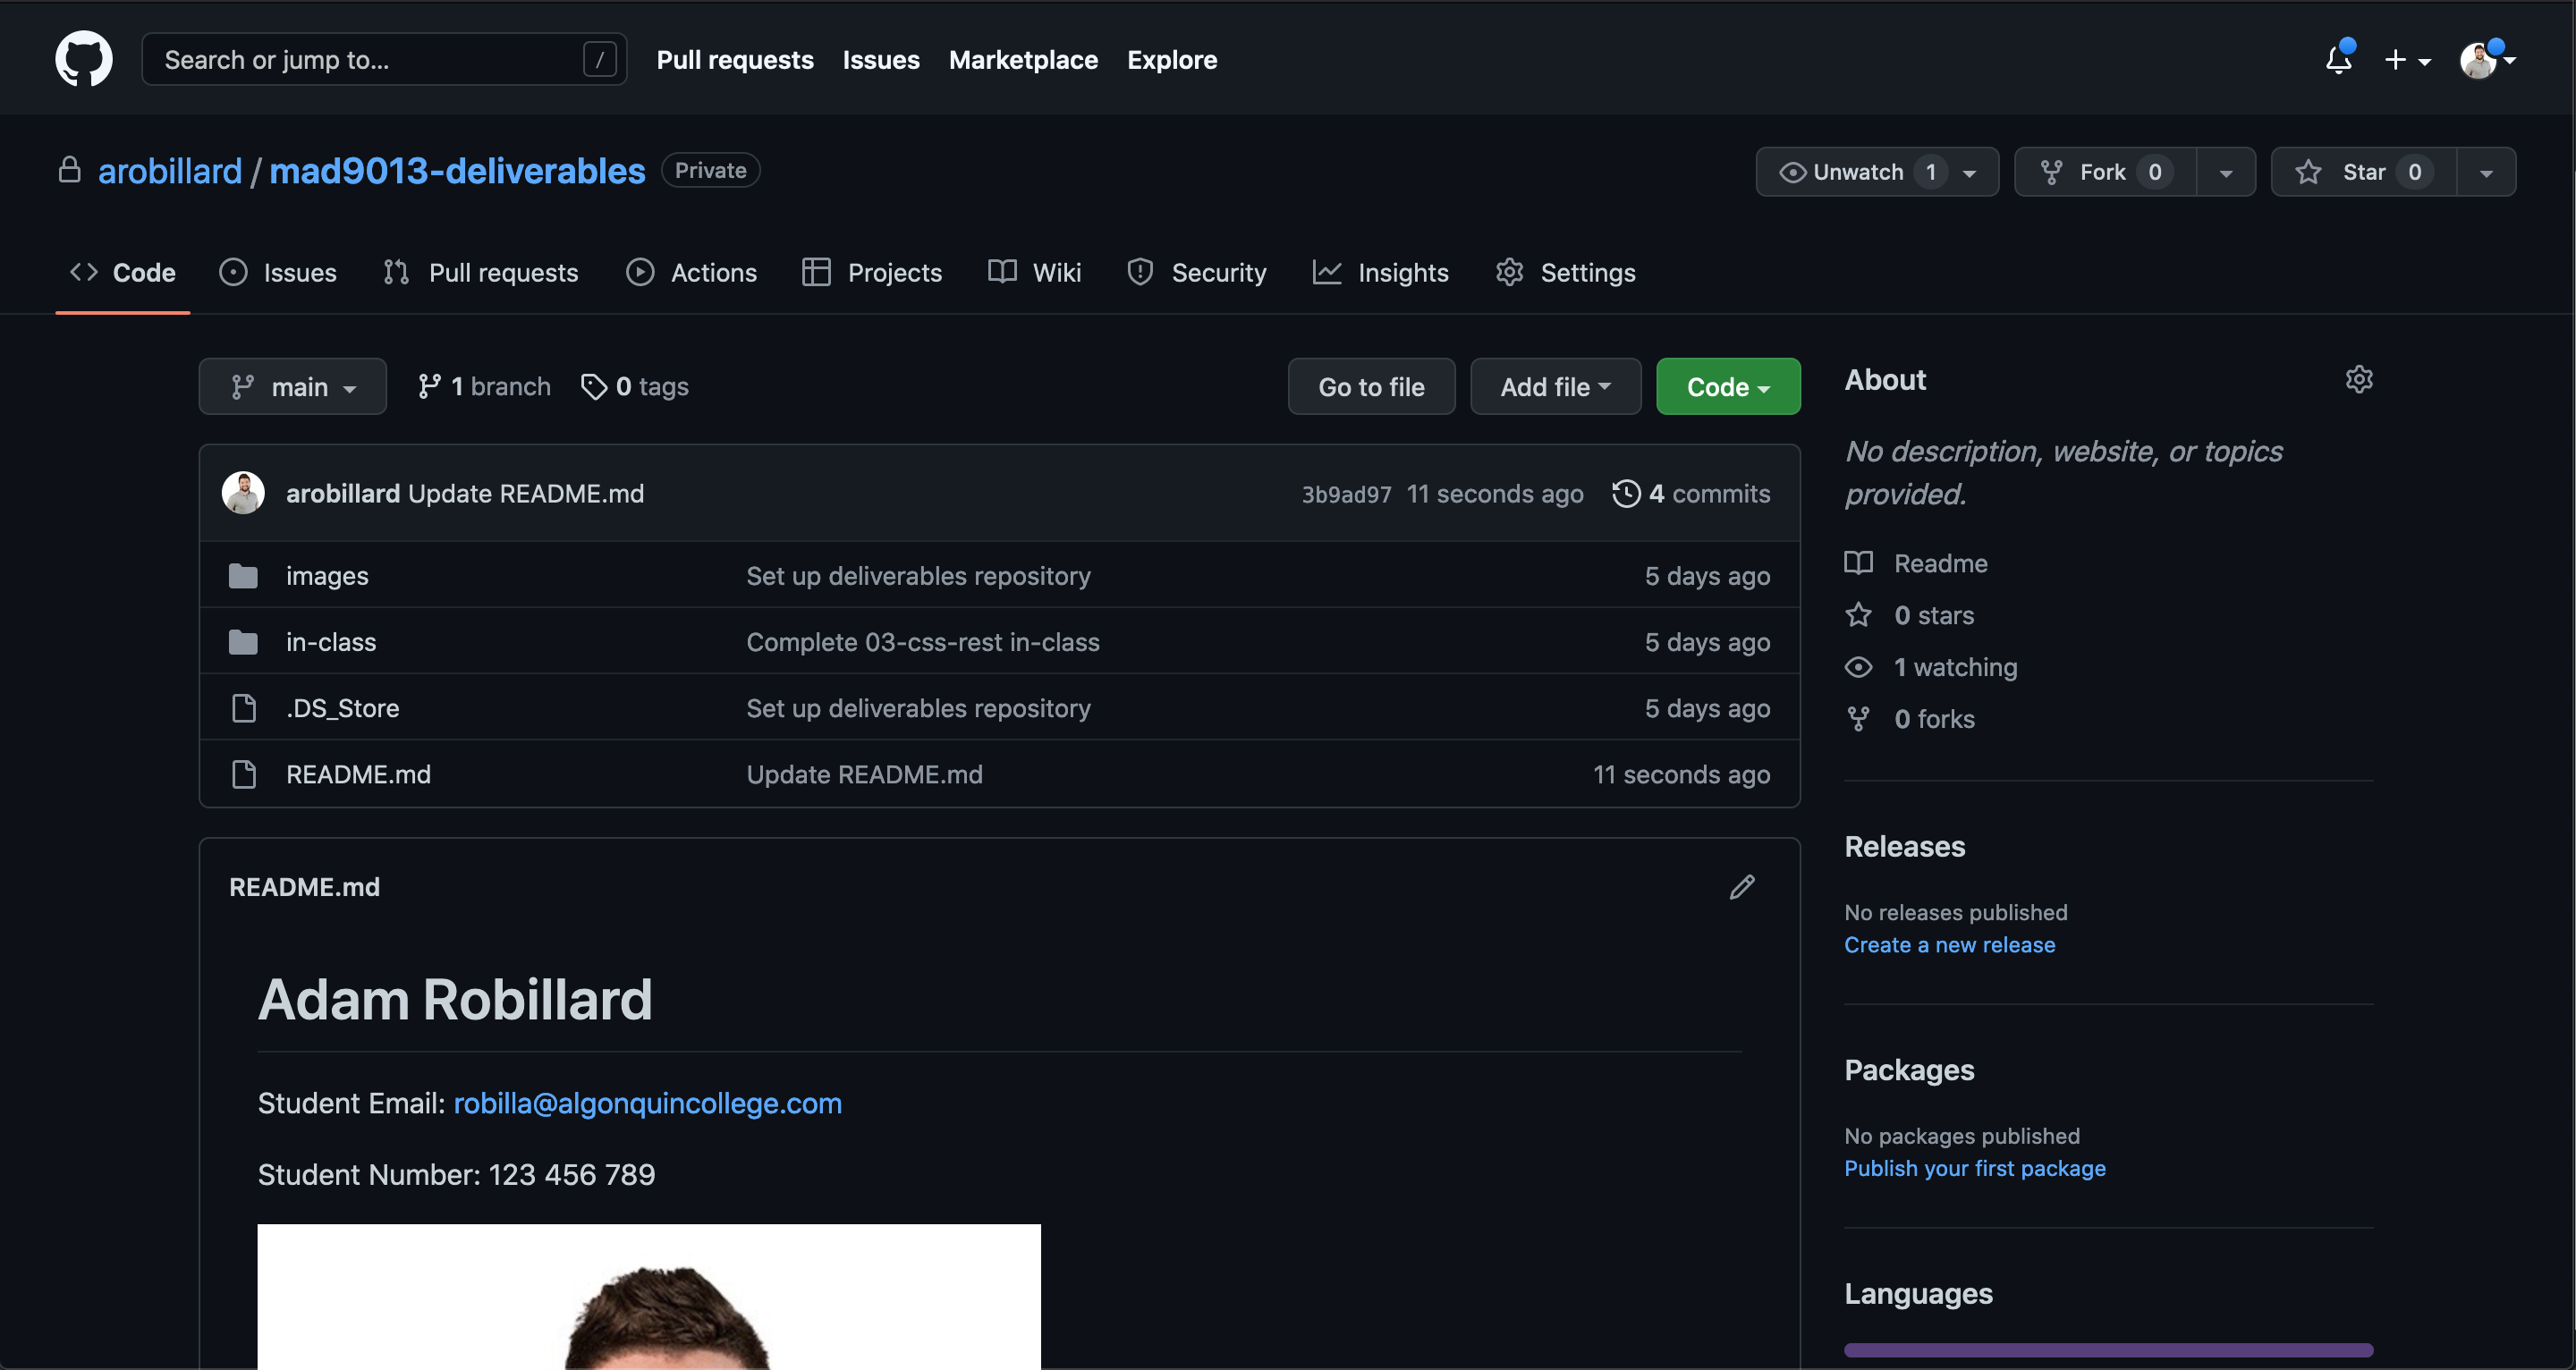 Search or jump to... /
Pull requests Issues Marketplace Explore
arobillard / mad9013-deliverables Private
Unwatch 1 Fork 0 Star 0
Code Issues Pull requests Actions Projects Wiki Security Insights Settings
main 1 branch 0 tags
Go to file Add file Code
arobillard Update README.md 3b9ad97 11 seconds ago 4 commits
images Set up deliverables repository 5 days ago
in-class Complete 03-css-rest in-class 5 days ago
.DS_Store Set up deliverables repository 5 days ago
README.md Update README.md 11 seconds ago
README.md
Adam Robillard
Student Email: robilla@algonquincollege.com
Student Number: 123 456 789
About
No description, website, or topics
provided.
Readme
0 stars
1 watching
0 forks
Releases
No releases published
Create a new release
Packages
No packages published
Publish your first package
Languages